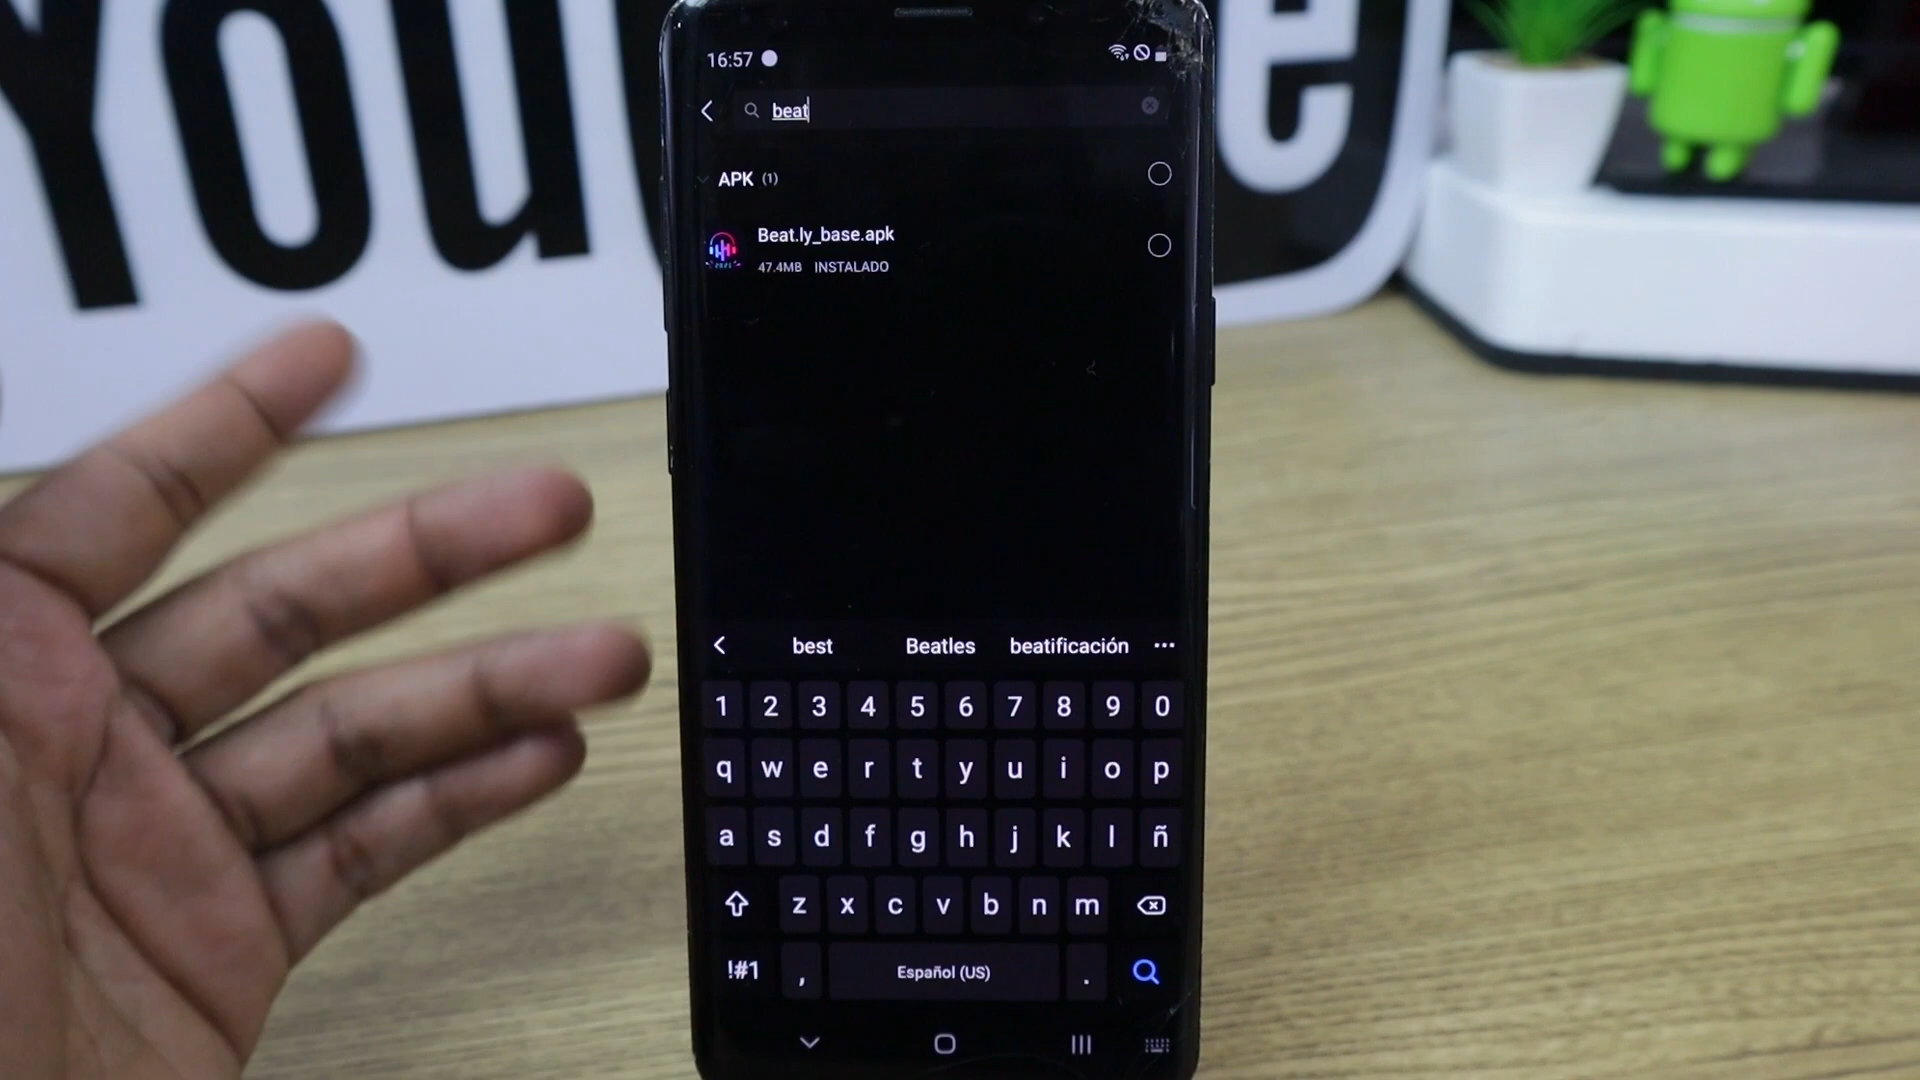 YouTube
16:57
beat
APK (1)
Beat.ly_base.apk
47.4MB INSTALADO
best Beatles beatificación
1 2 3 4 5 6 7 8 9 0
q w e r t y u i o p
a s d f g h j k l ñ
z x c v b n m
!#1 , Español (US) .